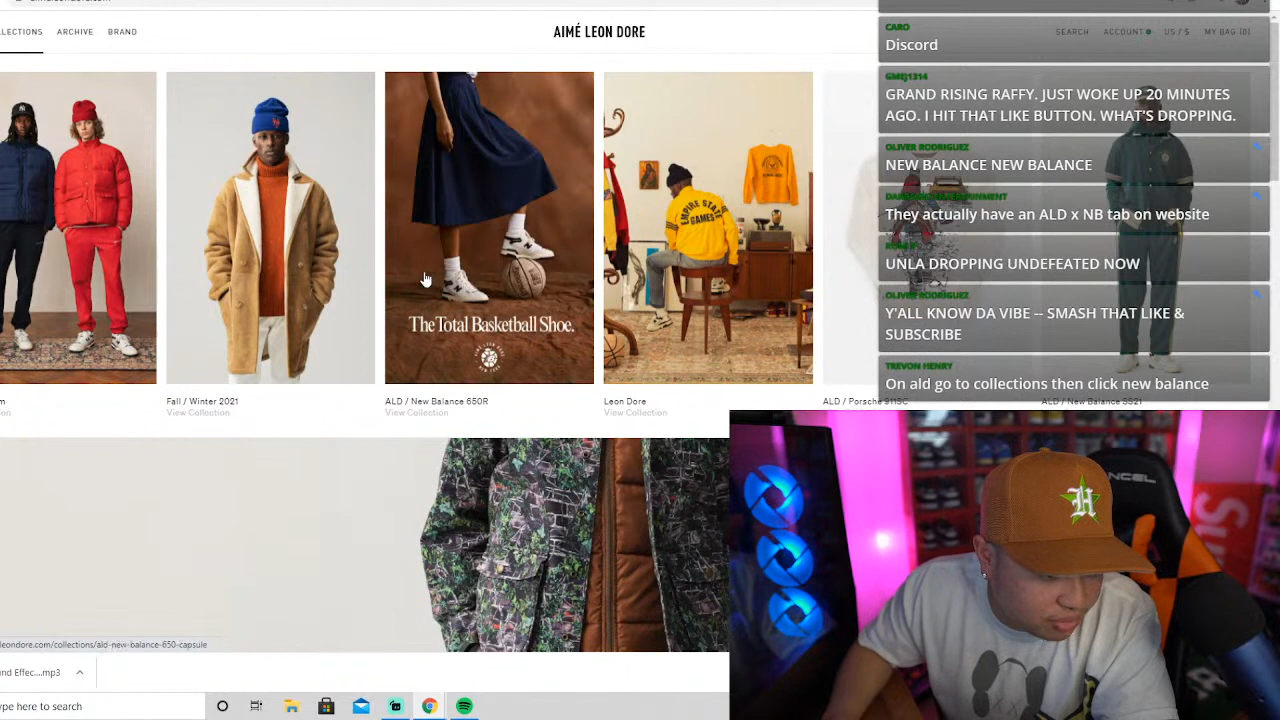 LECTIONS
ARCHIVE
BRAND
AIMÉ LEON DORE
SEARCH
ACCOUNT
US / $
MY BAG (0)
EMPIRE STATE
GAMES
The Total Basketball Shoe.
Fall / Winter 2021
View Collection
ALD / New Balance 650R
View Collection
Leon Dore
View Collection
ALD / Porsche 911SC
ALD / New Balance SS21
CARO
Discord
GMEJ1314
GRAND RISING RAFFY. JUST WOKE UP 20 MINUTES
AGO. I HIT THAT LIKE BUTTON. WHAT'S DROPPING.
OLIVER RODRIGUEZ
NEW BALANCE NEW BALANCE
They actually have an ALD x NB tab on website
UNLA DROPPING UNDEFEATED NOW
OLIVER RODRIGUEZ
Y'ALL KNOW DA VIBE -- SMASH THAT LIKE &
SUBSCRIBE
TREVON HENRY
On ald go to collections then click new balance
leondore.com/collections/ald-new-balance-650-capsule
nd Effec....mp3
ype here to search
H